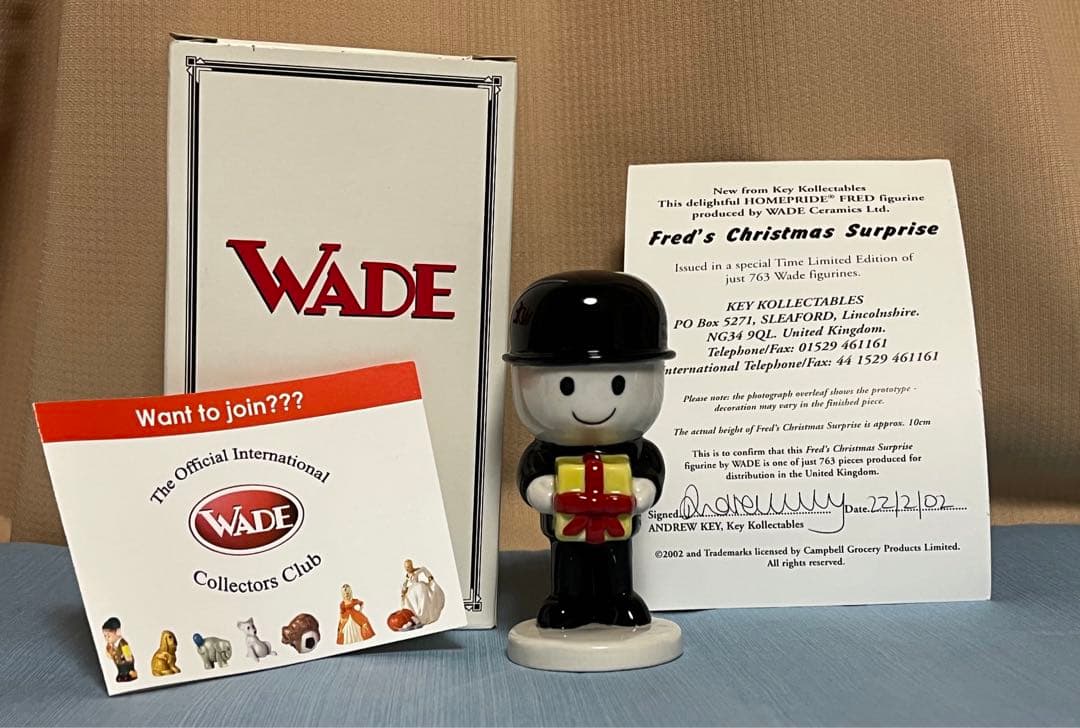 WADE
Want to join???
The Official International
WADE
Collectors Club
New from Key Kollectables
This delightful HOMEPRIDE® FRED figurine
produced by WADE Ceramics Ltd.
Fred's Christmas Surprise
Issued in a special Time Limited Edition of
just 763 Wade figurines.
KEY KOLLECTABLES
PO Box 5271, SLEAFORD, Lincolnshire.
NG34 9QL. United Kingdom.
Telephone/Fax: 01529 461161
nternational Telephone/Fax: 44 1529 461161
Please note: the photograph overleaf shows the prototype -
decoration may vary in the finished piece.
The actual height of Fred's Christmas Surprise is approx. 10cm
This is to confirm that this Fred's Christmas Surprise
figurine by WADE is one of just 763 pieces produced for
distribution in the United Kingdom.
Signed Date. 22/2/02
ANDREW KEY, Key Kollectables
©2002 and Trademarks licensed by Campbell Grocery Products Limited.
All rights reserved.